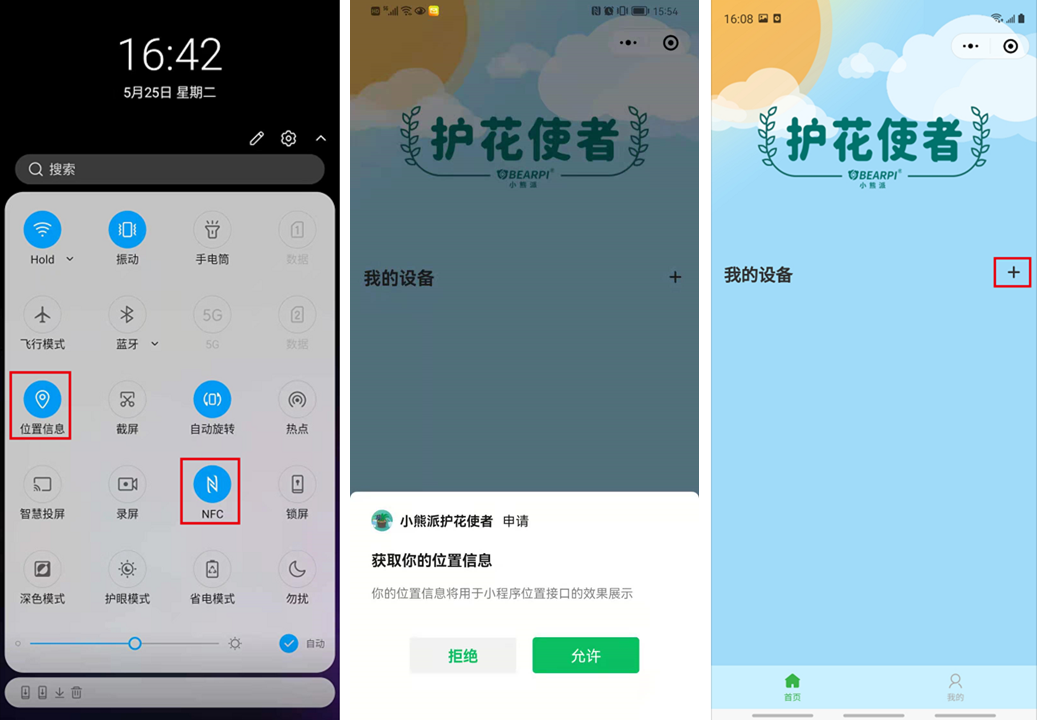 16:42
5月25日 星期二
搜索
Hold
振动
手电筒
数据
飞行模式
蓝牙
5G
5G
数据
位置信息
截屏
自动旋转
热点
智慧投屏
录屏
NFC
锁屏
深色模式
护眼模式
省电模式
勿扰
自动
15:54
护花使者
BEARPI
小熊派
我的设备
小熊派护花使者 申请
获取你的位置信息
你的位置信息将用于小程序位置接口的效果展示
拒绝
允许
16:08
护花使者
BEARPI
小熊派
我的设备
首页
我的